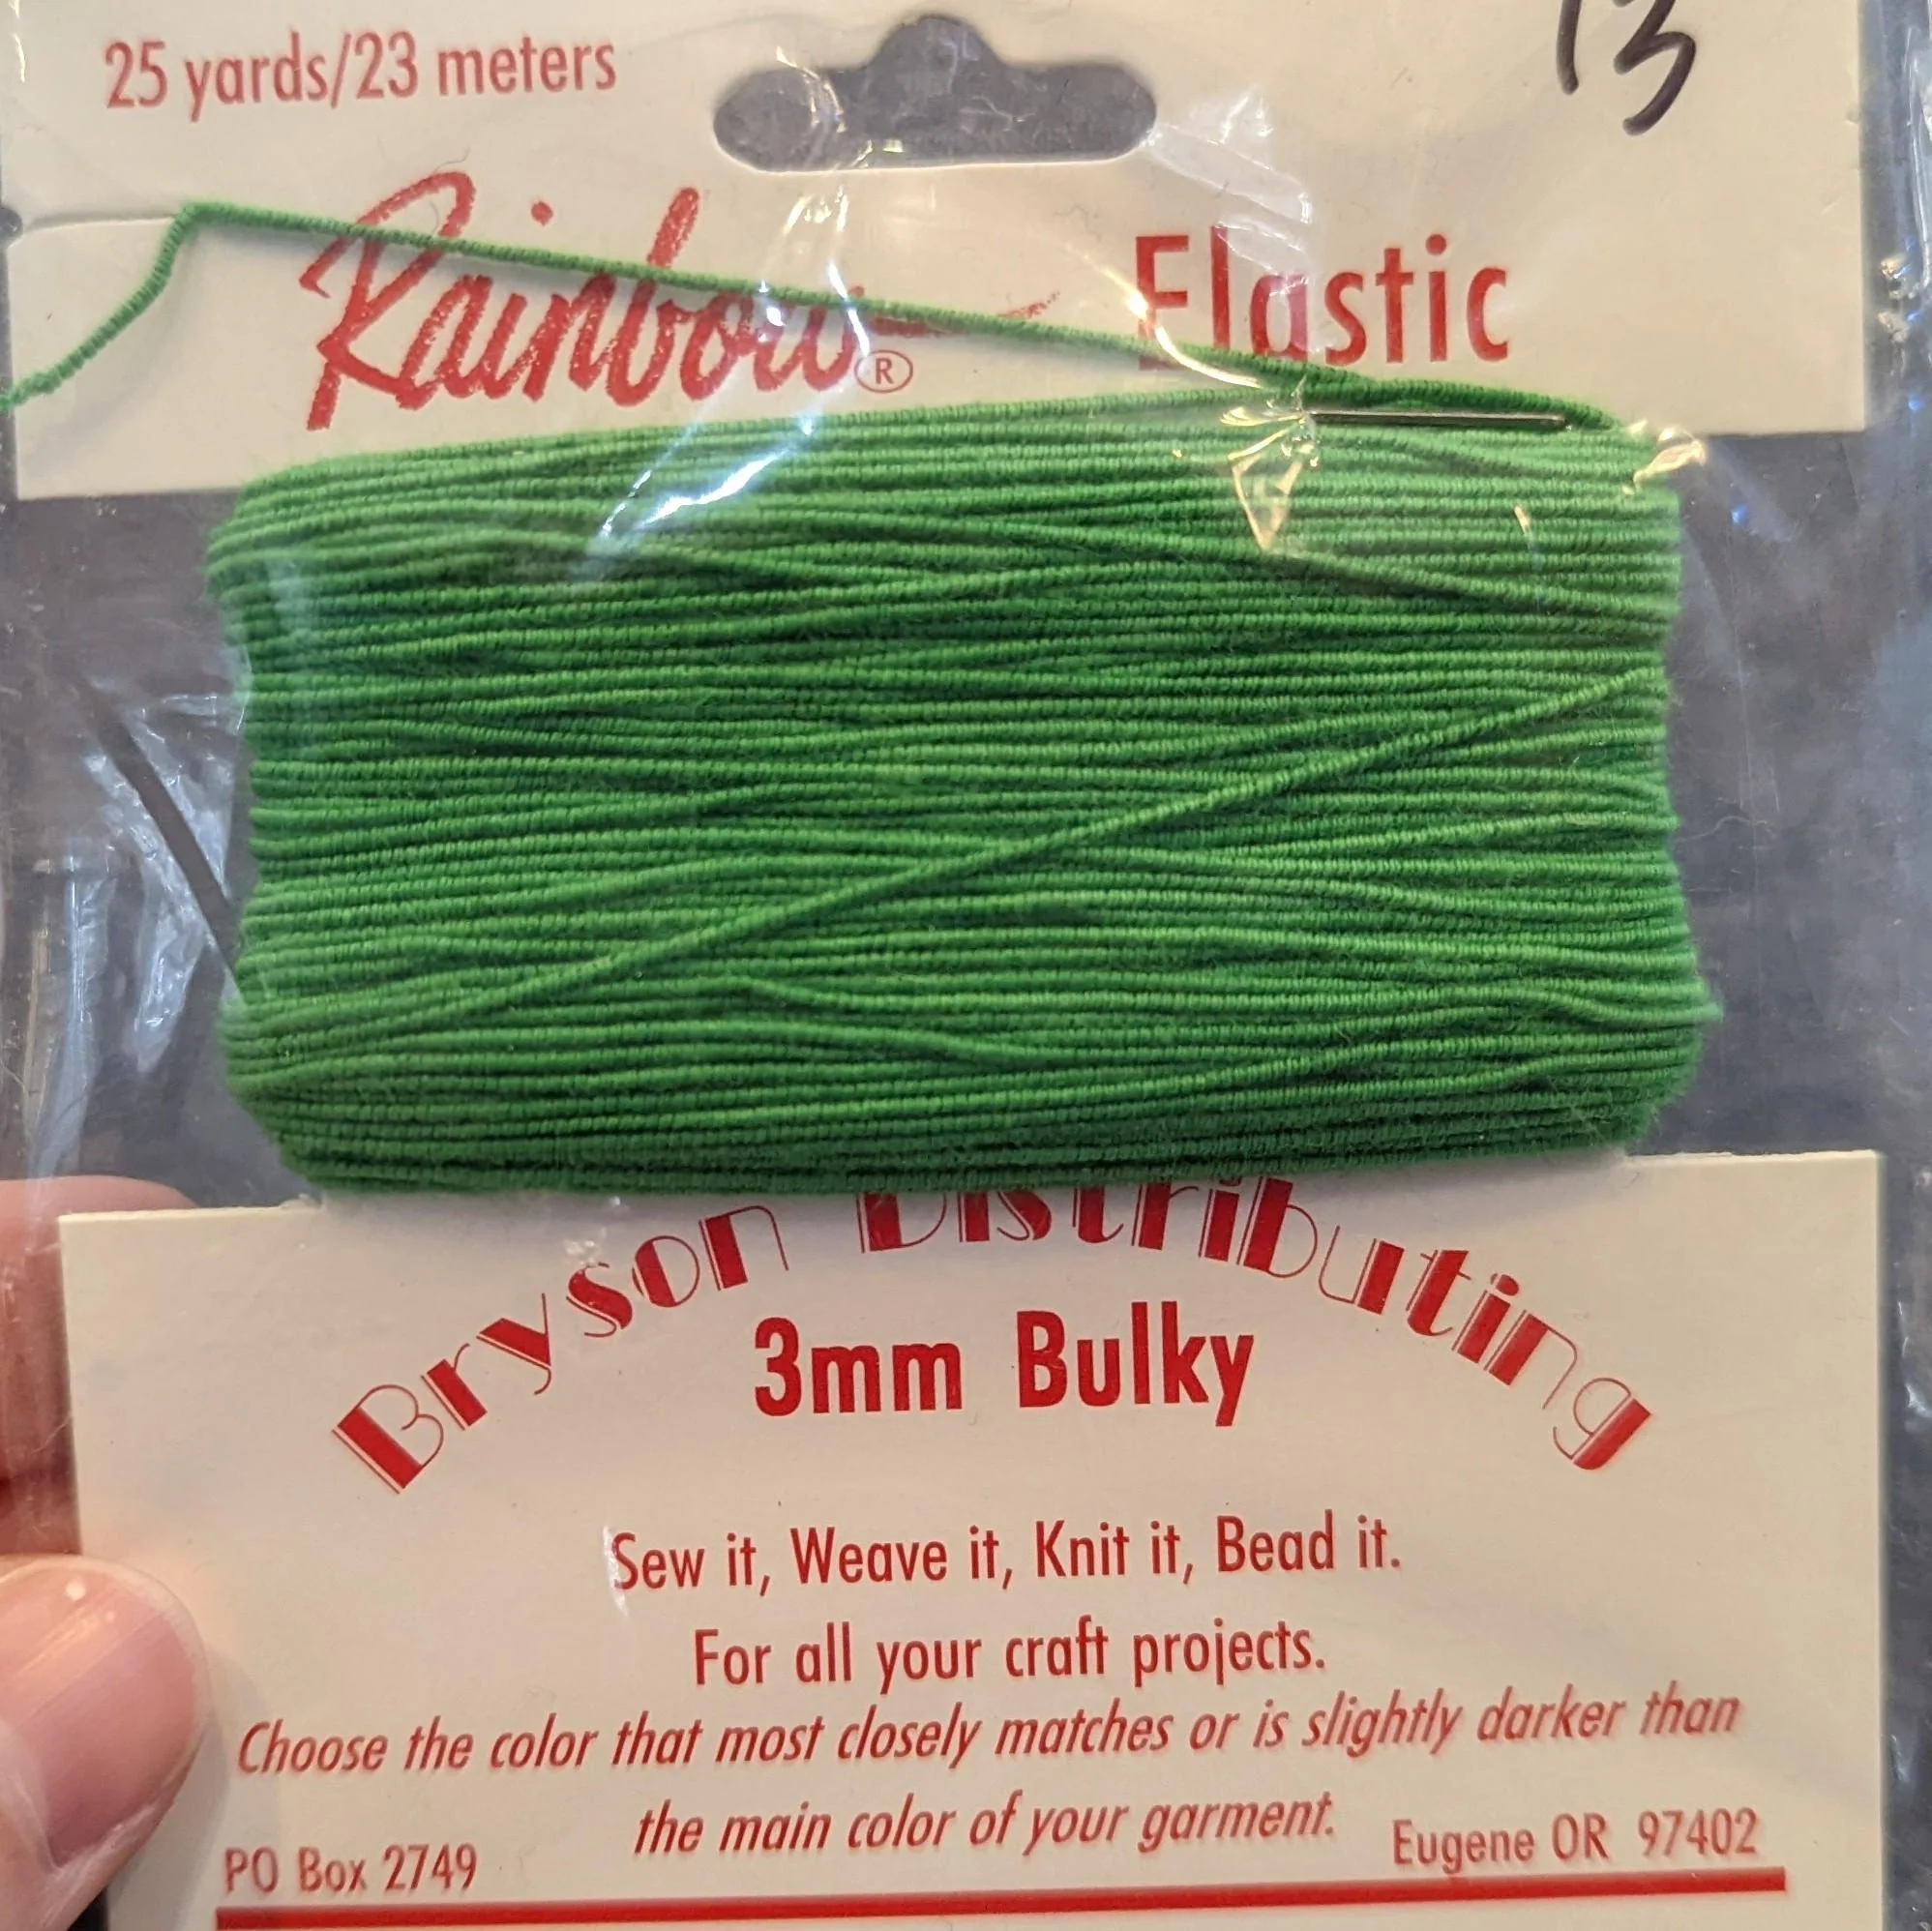 25 yards/23 meters
13
Rainbow® Elastic
Bryson Distributing
3mm Bulky
Sew it, Weave it, Knit it, Bead it.
For all your craft projects.
Choose the color that most closely matches or is slightly darker than
the main color of your garment.
PO Box 2749
Eugene OR 97402